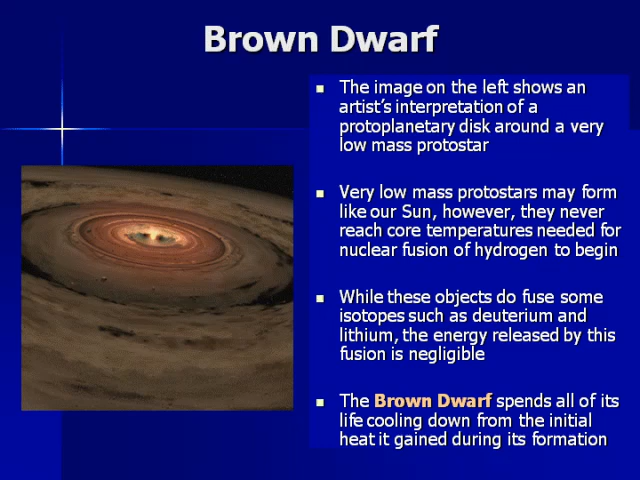 Brown Dwarf
The image on the left shows an
artist's interpretation of a
protoplanetary disk around a very
low mass protostar
Very low mass protostars may form
like our Sun, however, they never
reach core temperatures needed for
nuclear fusion of hydrogen to begin
While these objects do fuse some
isotopes such as deuterium and
lithium, the energy released by this
fusion is negligible
The Brown Dwarf spends all of its
life cooling down from the initial
heat it gained during its formation